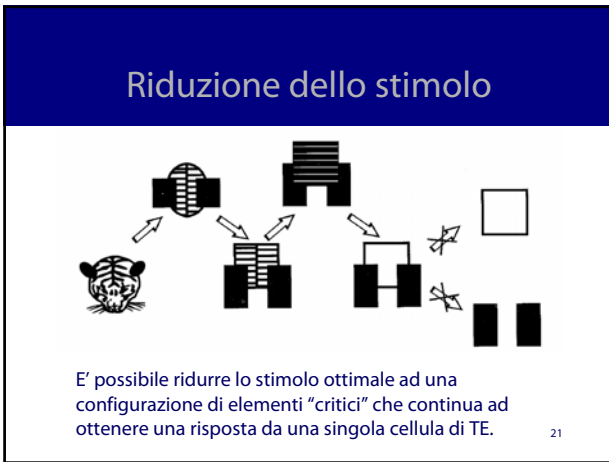 Riduzione dello stimolo
E' possibile ridurre lo stimolo ottimale ad una
configurazione di elementi “critici” che continua ad
ottenere una risposta da una singola cellula di TE.
21